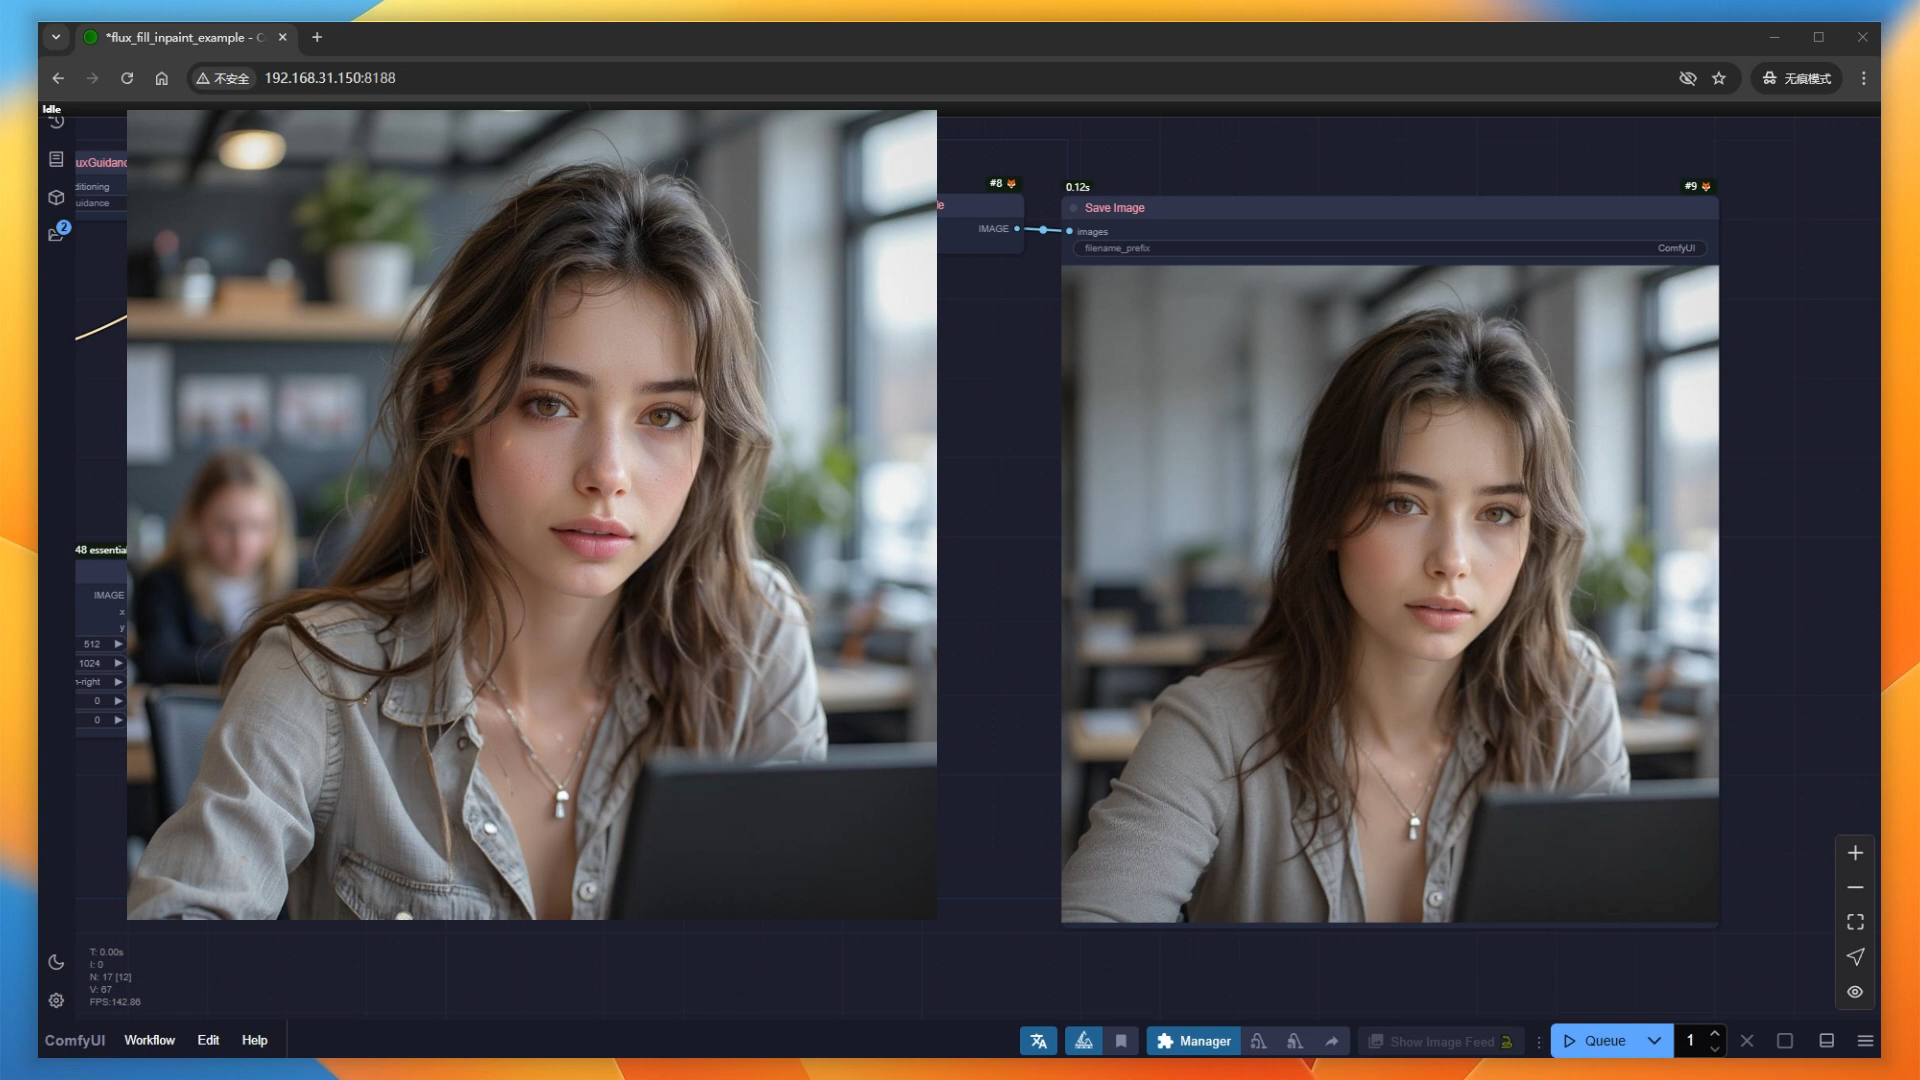 *flux_fill_inpaint_example - C
不安全
192.168.31.150:8188
无痕模式
Idle
uxGuidanc
ditioning
uidance
2
#8
e
IMAGE
0.12s
#9
Save Image
images
filename_prefix
ComfyUI
48 essential
IMAGE
x
y
512
1024
n-right
0
0
T: 0.00s
I: 0
N: 17 [12]
V: 67
FPS:142.86
ComfyUI
Workflow
Edit
Help
Manager
Show Image Feed
Queue
1